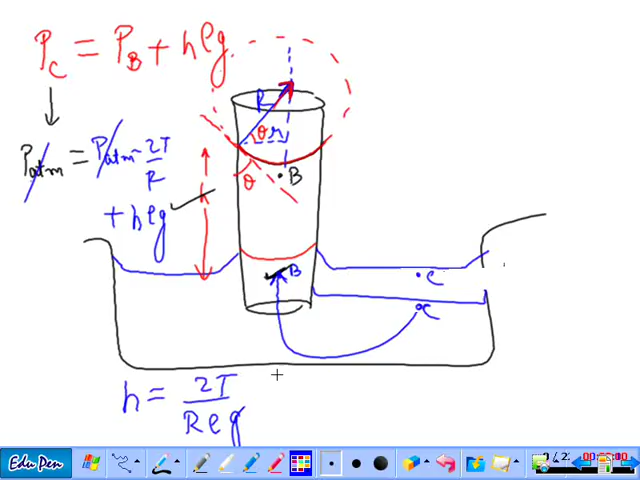 P_C = P_B + hρg
R
θ
r
P_atm = P_atm - 2T/R
+ hρg
θ
B
B
C
C
h = 2T/Rρg
Edu Pen